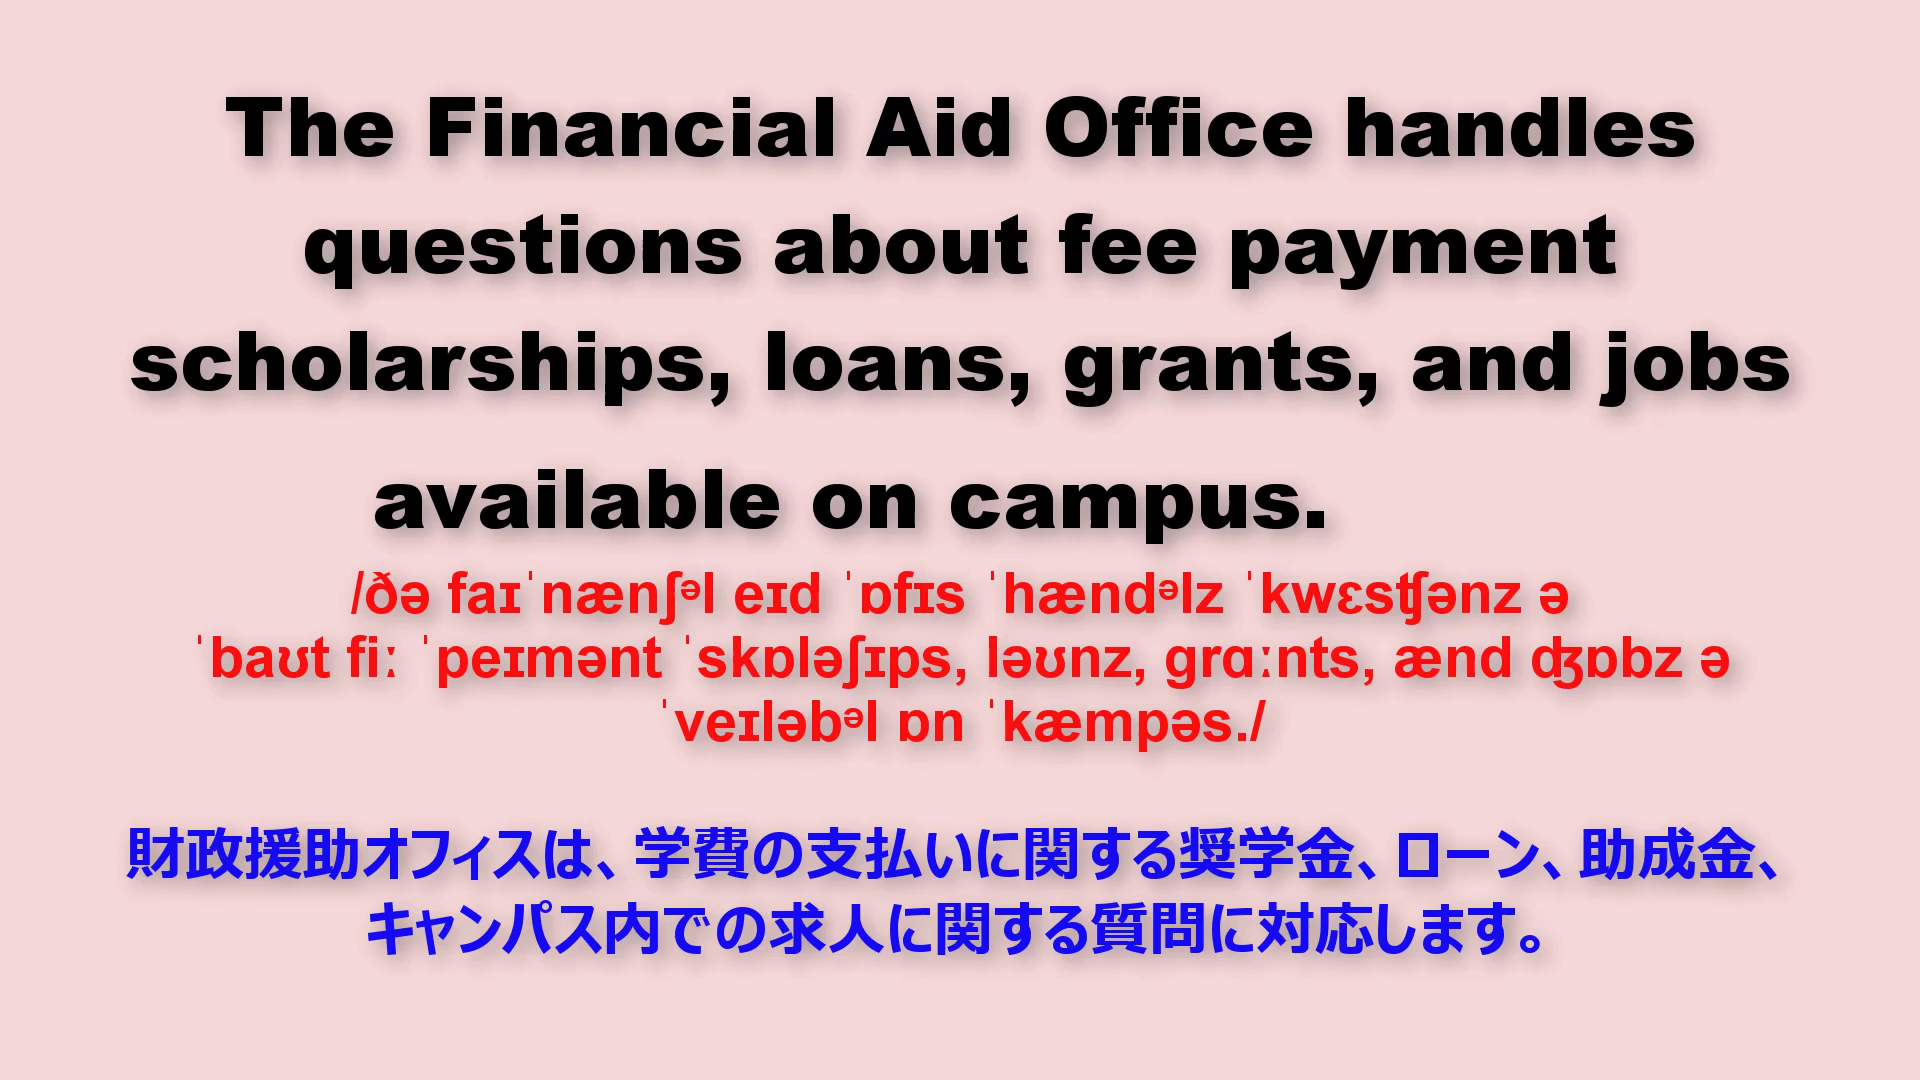 The Financial Aid Office handles
questions about fee payment
scholarships, loans, grants, and jobs
available on campus.
/ðə faɪˈnænʃᵊl eɪd ˈɒfɪs ˈhændᵊlz ˈkwɛsʧənz ə
ˈbaʊt fiː ˈpeɪmənt ˈskɒləʃɪps, ləʊnz, grɑːnts, ænd ʤɒbz ə
ˈveɪləbᵊl ɒn ˈkæmpəs./
財政援助オフィスは、学費の支払いに関する奨学金、ローン、助成金、
キャンパス内での求人に関する質問に対応します。